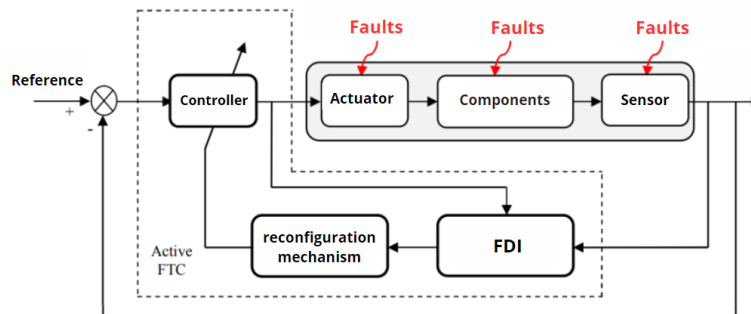 Faults
Faults
Faults
Reference
+
-
Controller
Actuator
Components
Sensor
Active
FTC
reconfiguration
mechanism
FDI